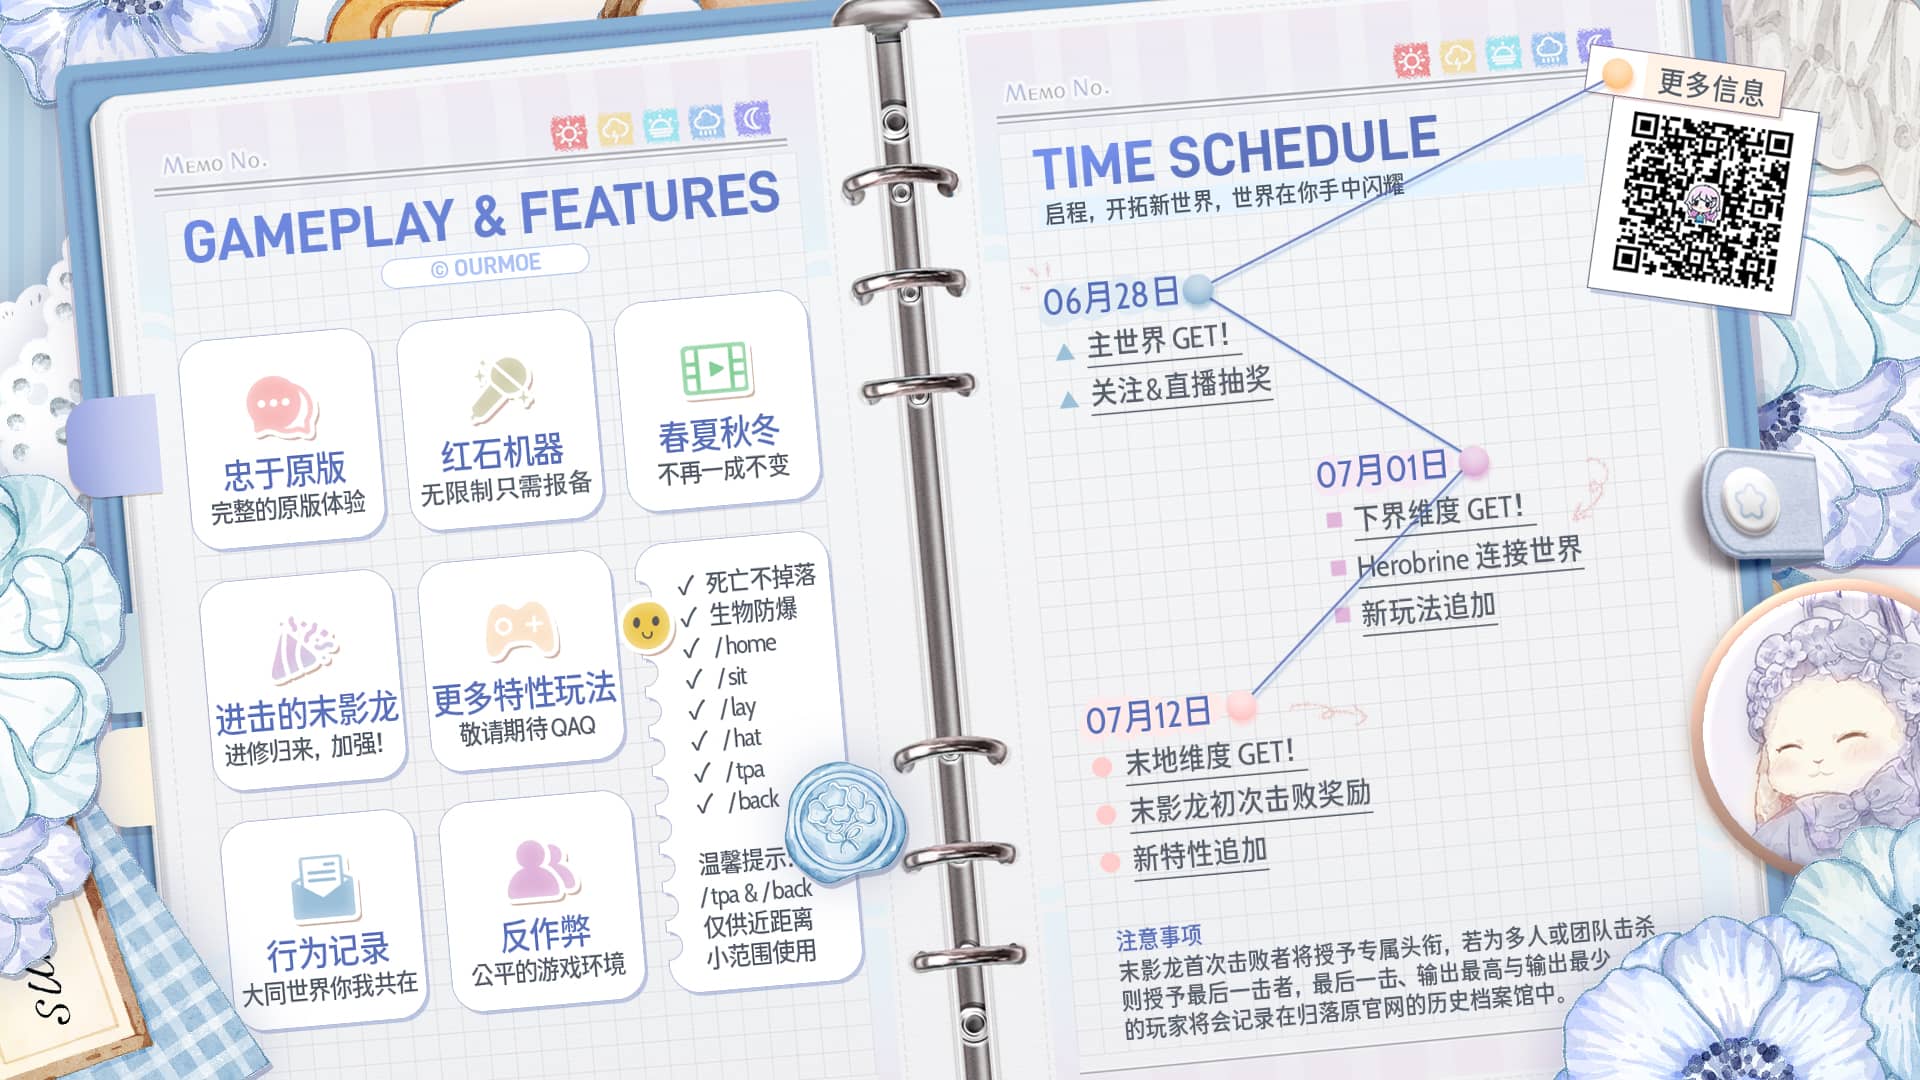 MEMO NO.
GAMEPLAY & FEATURES
© OURMOE
忠于原版
完整的原版体验
红石机器
无限制只需报备
春夏秋冬
不再一成不变
进击的末影龙
进修归来，加强！
更多特性玩法
敬请期待QAQ
行为记录
大同世界你我共在
反作弊
公平的游戏环境
✓ 死亡不掉落
✓ 生物防爆
✓ /home
✓ /sit
✓ /lay
✓ /hat
✓ /tpa
✓ /back
温馨提示:
/tpa & /back
仅供近距离
小范围使用
MEMO NO.
TIME SCHEDULE
启程，开拓新世界，世界在你手中闪耀
更多信息
06月28日
主世界 GET！
关注&直播抽奖
07月01日
下界维度 GET！
Herobrine 连接世界
新玩法追加
07月12日
末地维度 GET！
末影龙初次击败奖励
新特性追加
注意事项
末影龙首次击败者将授予专属头衔，若为多人或团队击杀
则授予最后一击者，最后一击、输出最高与输出最少
的玩家将会记录在归落原官网的历史档案馆中。